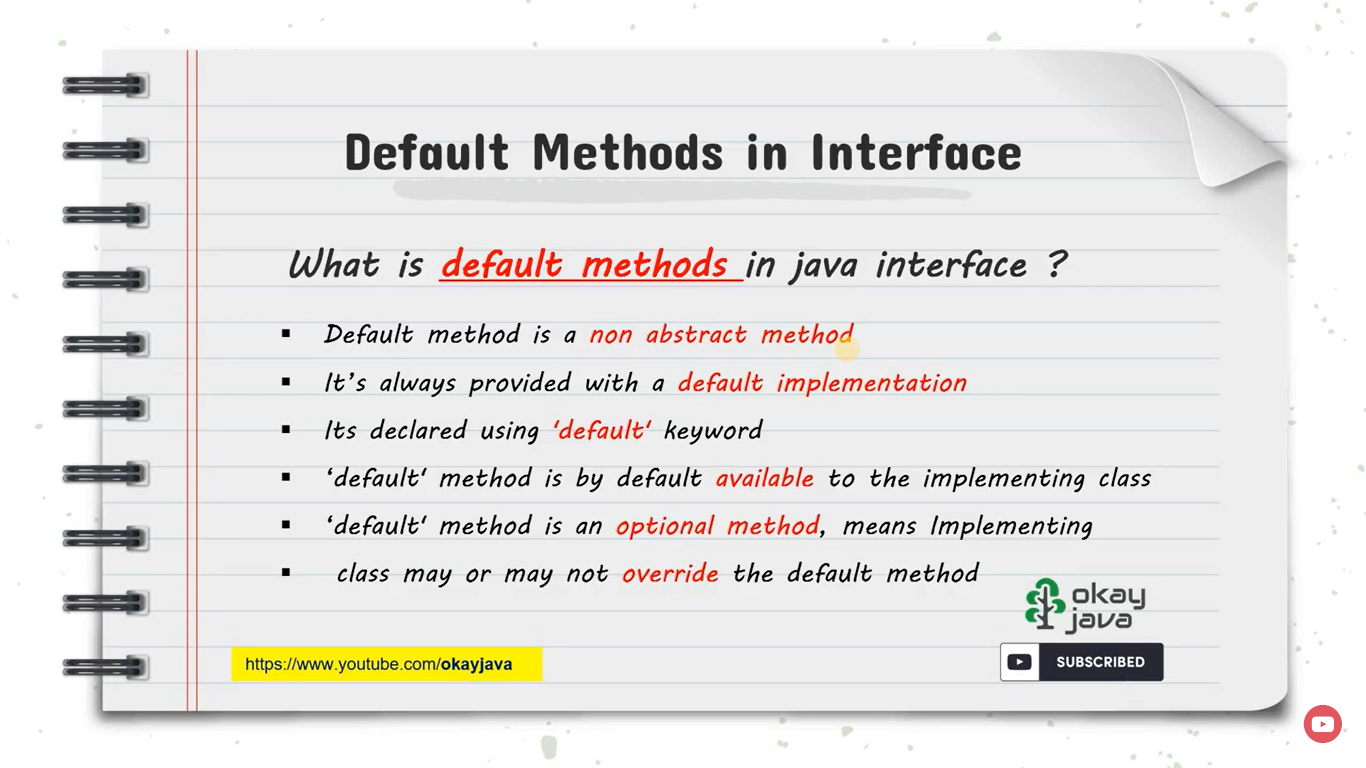 Default Methods in Interface
What is default methods in java interface ?
▪ Default method is a non abstract method
▪ It's always provided with a default implementation
▪ Its declared using 'default' keyword
▪ 'default' method is by default available to the implementing class
▪ 'default' method is an optional method, means Implementing
▪ class may or may not override the default method
okay
java
https://www.youtube.com/okayjava
SUBSCRIBED